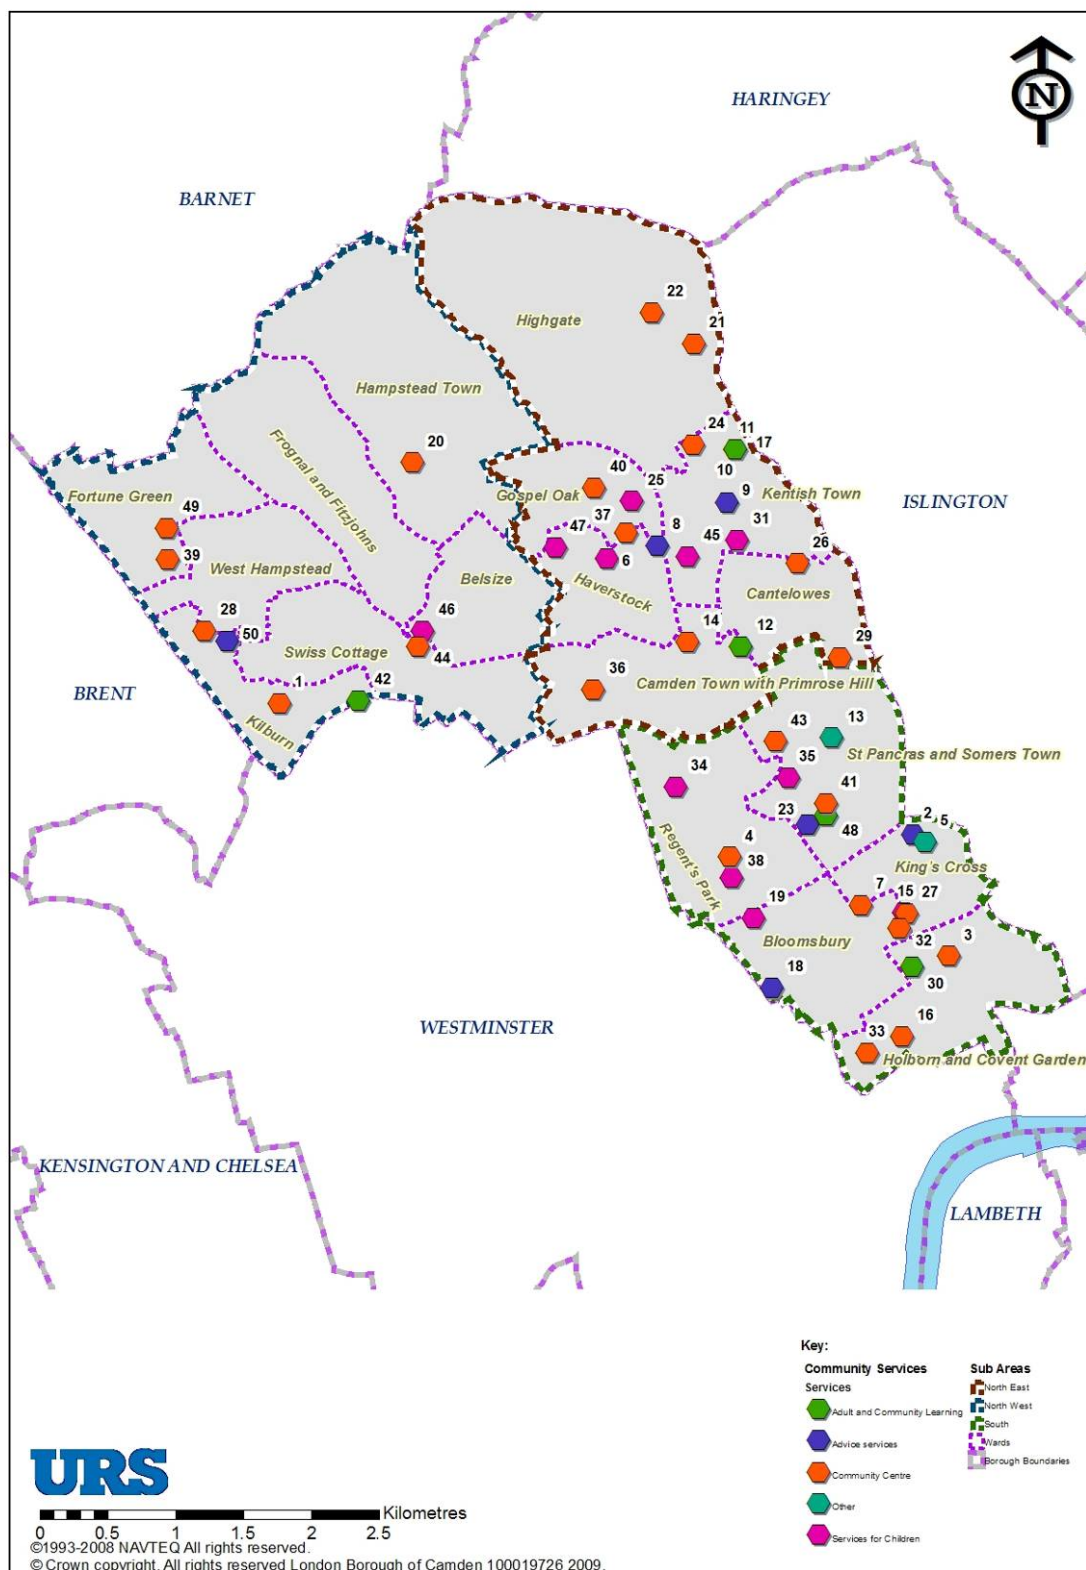 HARINGEY
N
BARNET
22
Highgate
21
Hampstead Town
24
11
17
20
Frognal and Fitzjohns
40
25
10
9
Fortune Green
49
Gospel Oak
Kentish Town
ISLINGTON
37
8
45
31
47
26
39
6
West Hampstead
Belsize
Haverstock
Cantelowes
28
46
50
14
12
29
Swiss Cottage
44
36
Camden Town with Primrose Hill
BRENT
1
42
Kilburn
43
13
St Pancras and Somers Town
34
35
41
23
48
2
5
Regent's Park
4
38
King's Cross
7
15
27
19
Bloomsbury
32
3
18
30
16
WESTMINSTER
33
Holborn and Covent Garden
KENSINGTON AND CHELSEA
LAMBETH
Key:
Community Services
Services
Adult and Community Learning
Advice services
Community Centre
Other
Services for Children
Sub Areas
North East
North West
South
Wards
Borough Boundaries
URS
Kilometres
0 0.5 1 1.5 2 2.5
©1993-2008 NAVTEQ All rights reserved.
© Crown copyright. All rights reserved London Borough of Camden 100019726 2009.